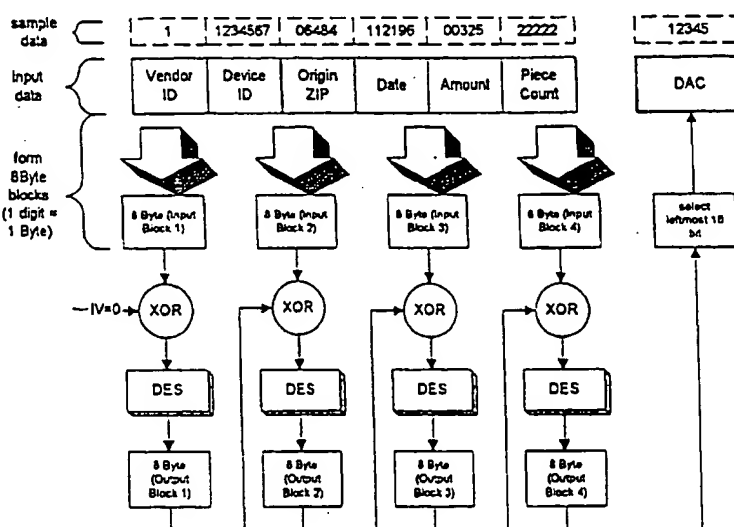 sample
data
1 1234567 06484 112196 00325 22222 12345
Input
data
Vendor
ID
Device
ID
Origin
ZIP
Date
Amount
Piece
Count
DAC
form
8Byte
blocks
(1 digit =
1 Byte)
8 Byte (Input
Block 1)
8 Byte (Input
Block 2)
8 Byte (Input
Block 3)
8 Byte (Input
Block 4)
select
leftmost 16
bit
IV=0
XOR
XOR
XOR
XOR
DES
DES
DES
DES
8 Byte
(Output
Block 1)
8 Byte
(Output
Block 2)
8 Byte
(Output
Block 3)
8 Byte
(Output
Block 4)